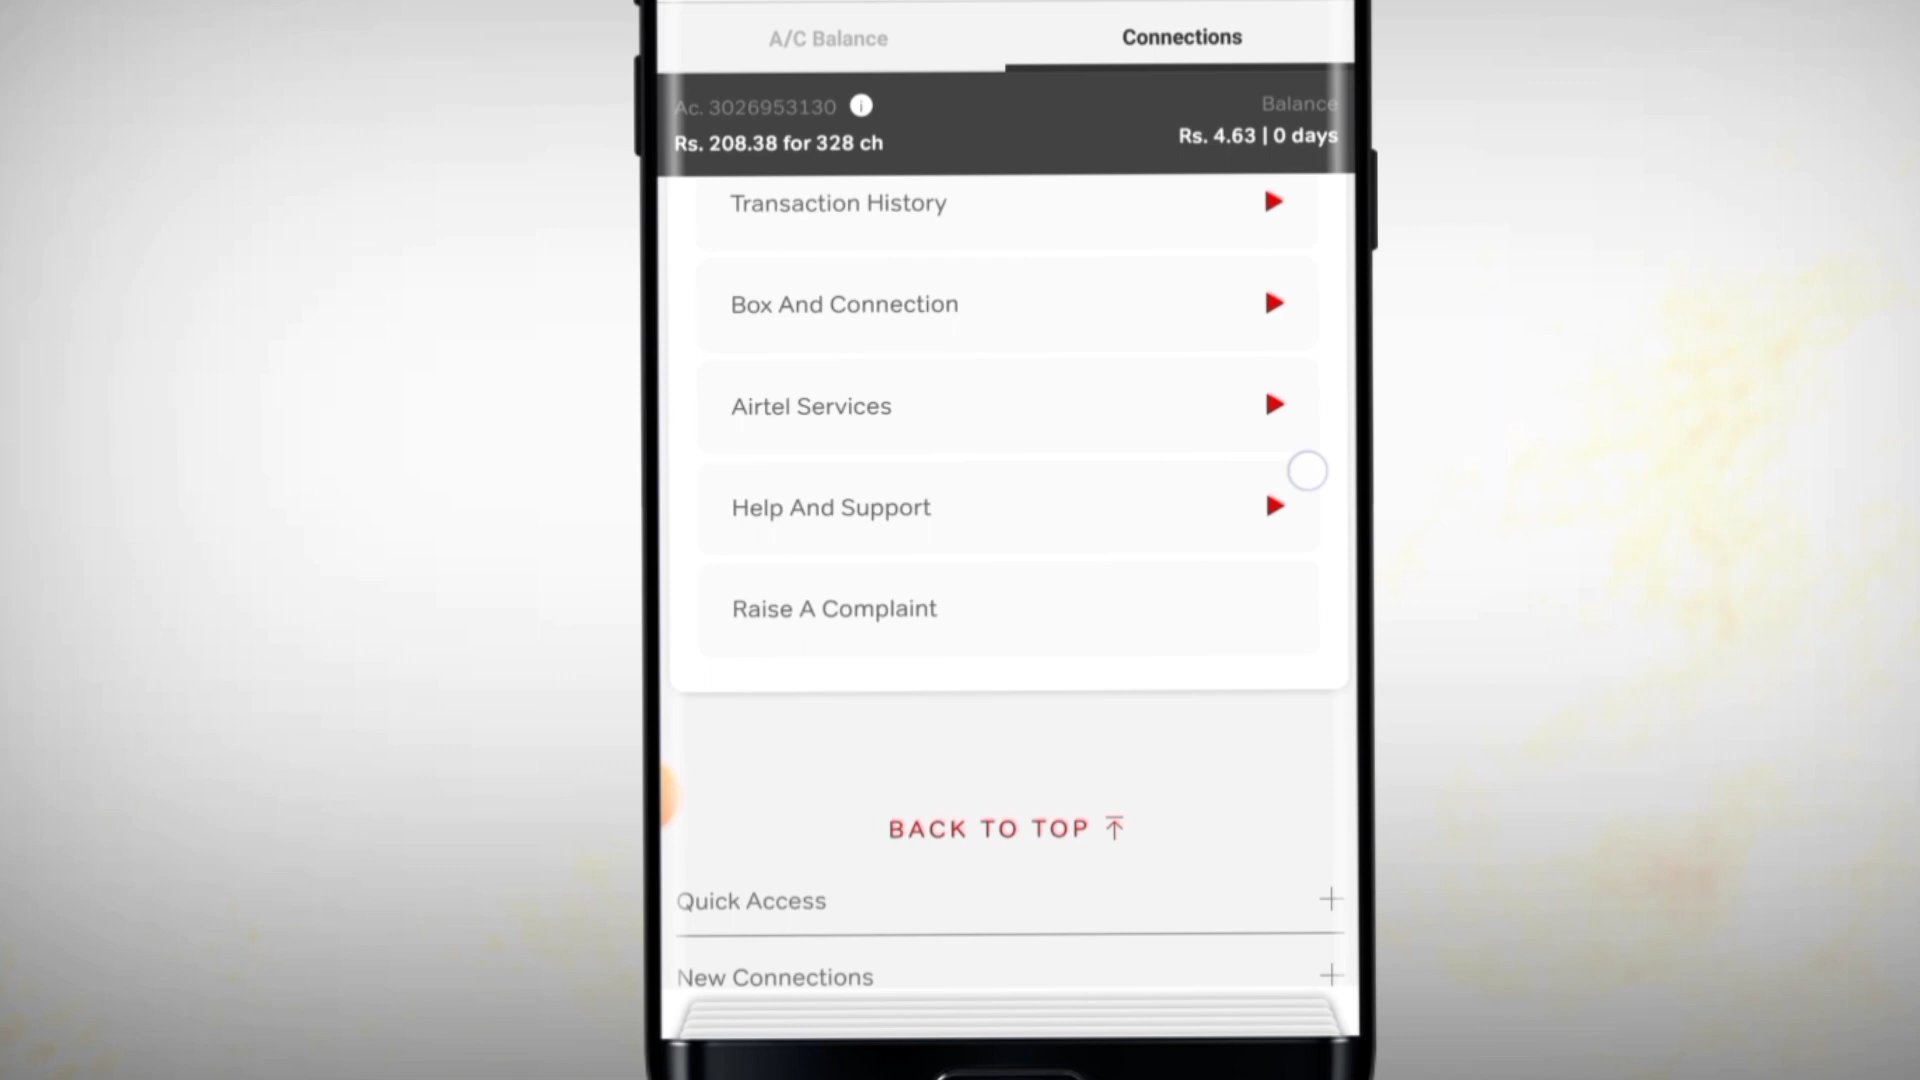 A/C Balance
Connections
Ac. 3026953130 i
Balance
Rs. 208.38 for 328 ch
Rs. 4.63 | 0 days
Transaction History
Box And Connection
Airtel Services
Help And Support
Raise A Complaint
BACK TO TOP
Quick Access +
New Connections +